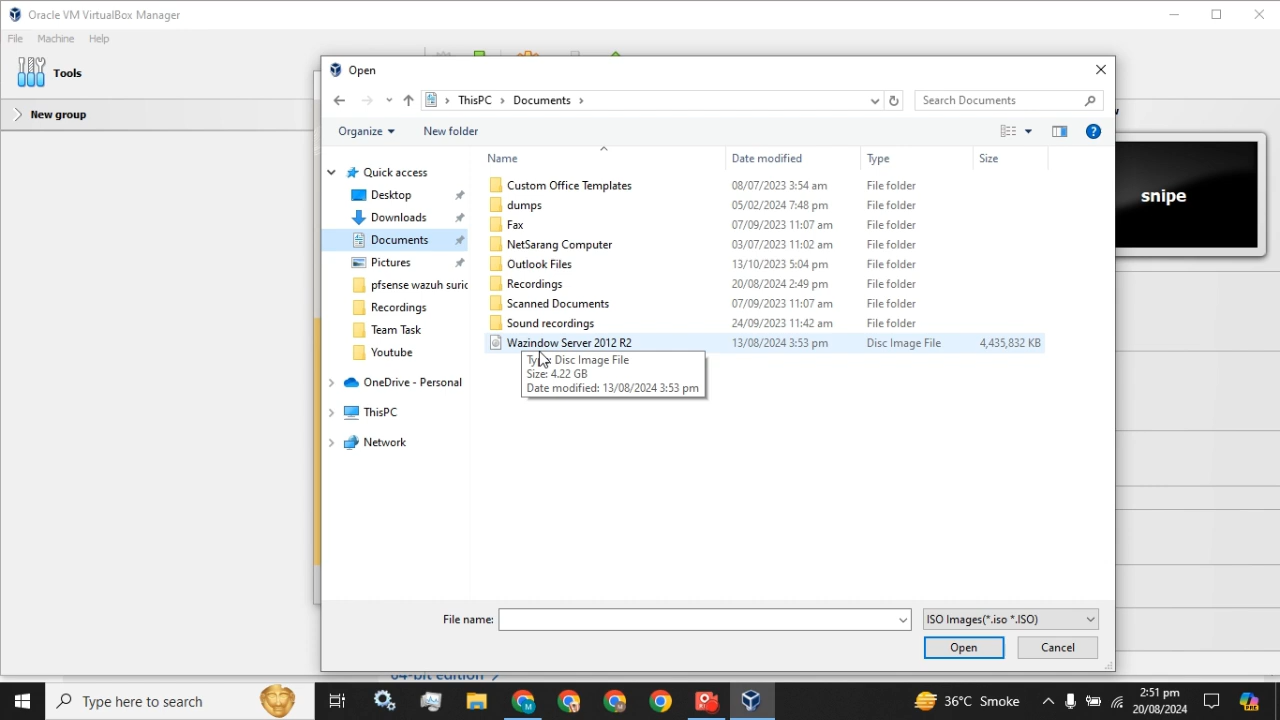 Oracle VM VirtualBox Manager
File Machine Help
Tools
New group
Open
ThisPC › Documents ›
Search Documents
Organize New folder
Name Date modified Type Size
Quick access
Desktop
Downloads
Documents
Pictures
pfsense wazuh suric
Recordings
Team Task
Youtube
OneDrive - Personal
ThisPC
Network
Custom Office Templates 08/07/2023 3:54 am File folder
dumps 05/02/2024 7:48 pm File folder
Fax 07/09/2023 11:07 am File folder
NetSarang Computer 03/07/2023 11:02 am File folder
Outlook Files 13/10/2023 5:04 pm File folder
Recordings 20/08/2024 2:49 pm File folder
Scanned Documents 07/09/2023 11:07 am File folder
Sound recordings 24/09/2023 11:42 am File folder
Wazindow Server 2012 R2 13/08/2024 3:53 pm Disc Image File 4,435,832 KB
Disc Image File
Size: 4.22 GB
Date modified: 13/08/2024 3:53 pm
snipe
File name: ISO Images(*.iso *.ISO)
Open Cancel
64-bit edition
Type here to search
36°C Smoke
2:51 pm
20/08/2024